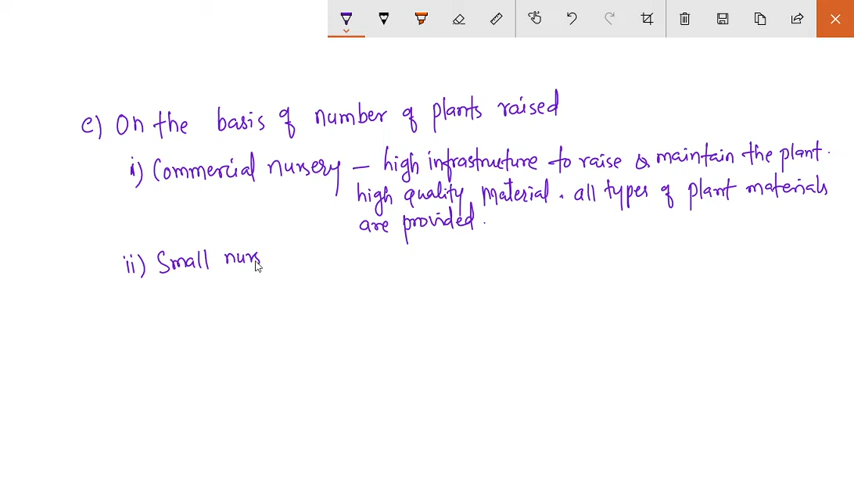 c) On the basis of number of plants raised
i) Commercial nursery – high infrastructure to raise & maintain the plant.
high quality material. all types of plant materials
are provided.
ii) Small nurs